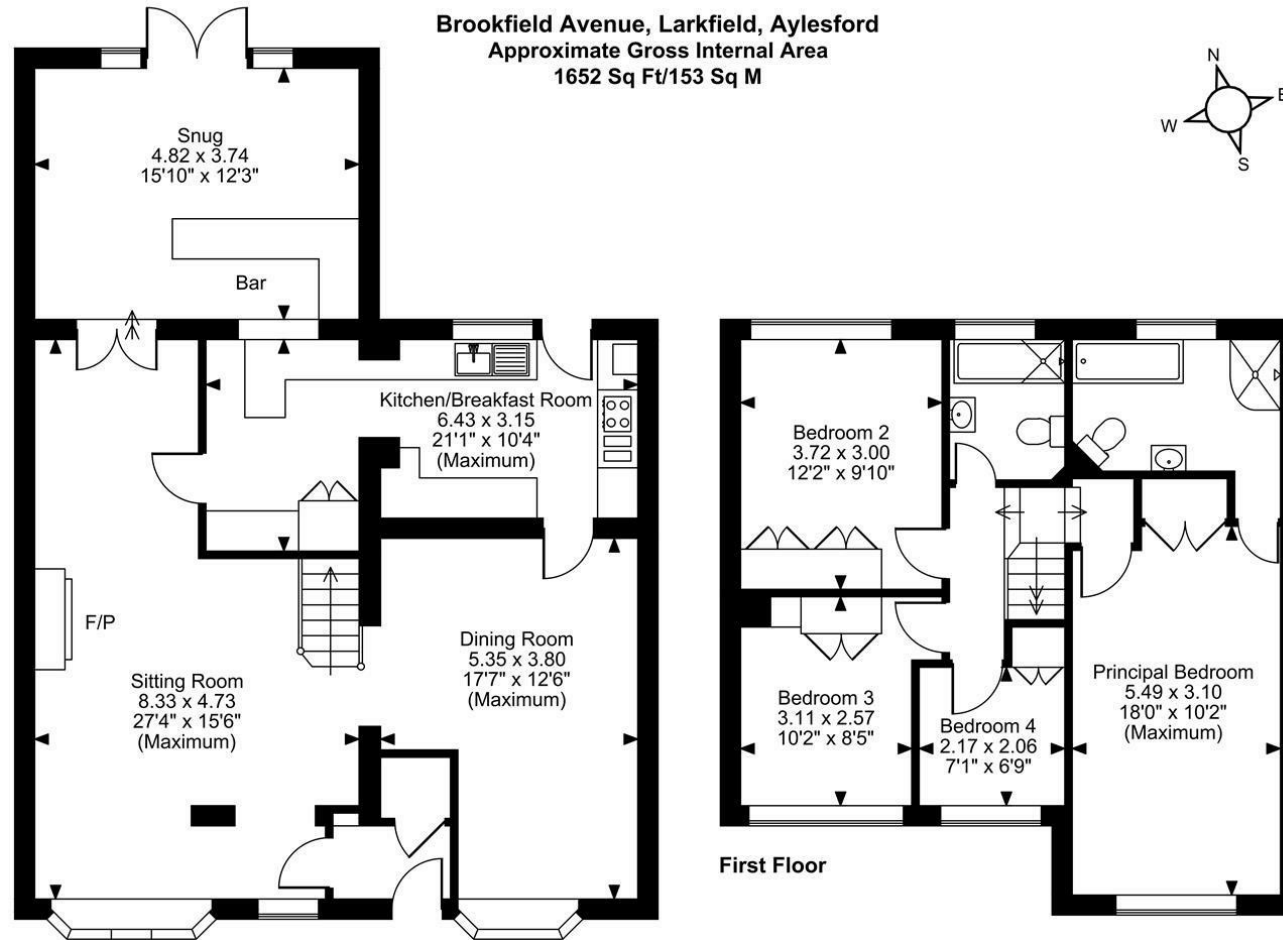 Brookfield Avenue, Larkfield, Aylesford
Approximate Gross Internal Area
1652 Sq Ft/153 Sq M
N
E
W
S
Snug
4.82 x 3.74
15'10" x 12'3"
Bar
Kitchen/Breakfast Room
6.43 x 3.15
21'1" x 10'4"
(Maximum)
F/P
Sitting Room
8.33 x 4.73
27'4" x 15'6"
(Maximum)
Dining Room
5.35 x 3.80
17'7" x 12'6"
(Maximum)
Bedroom 2
3.72 x 3.00
12'2" x 9'10"
Bedroom 3
3.11 x 2.57
10'2" x 8'5"
Bedroom 4
2.17 x 2.06
7'1" x 6'9"
Principal Bedroom
5.49 x 3.10
18'0" x 10'2"
(Maximum)
First Floor